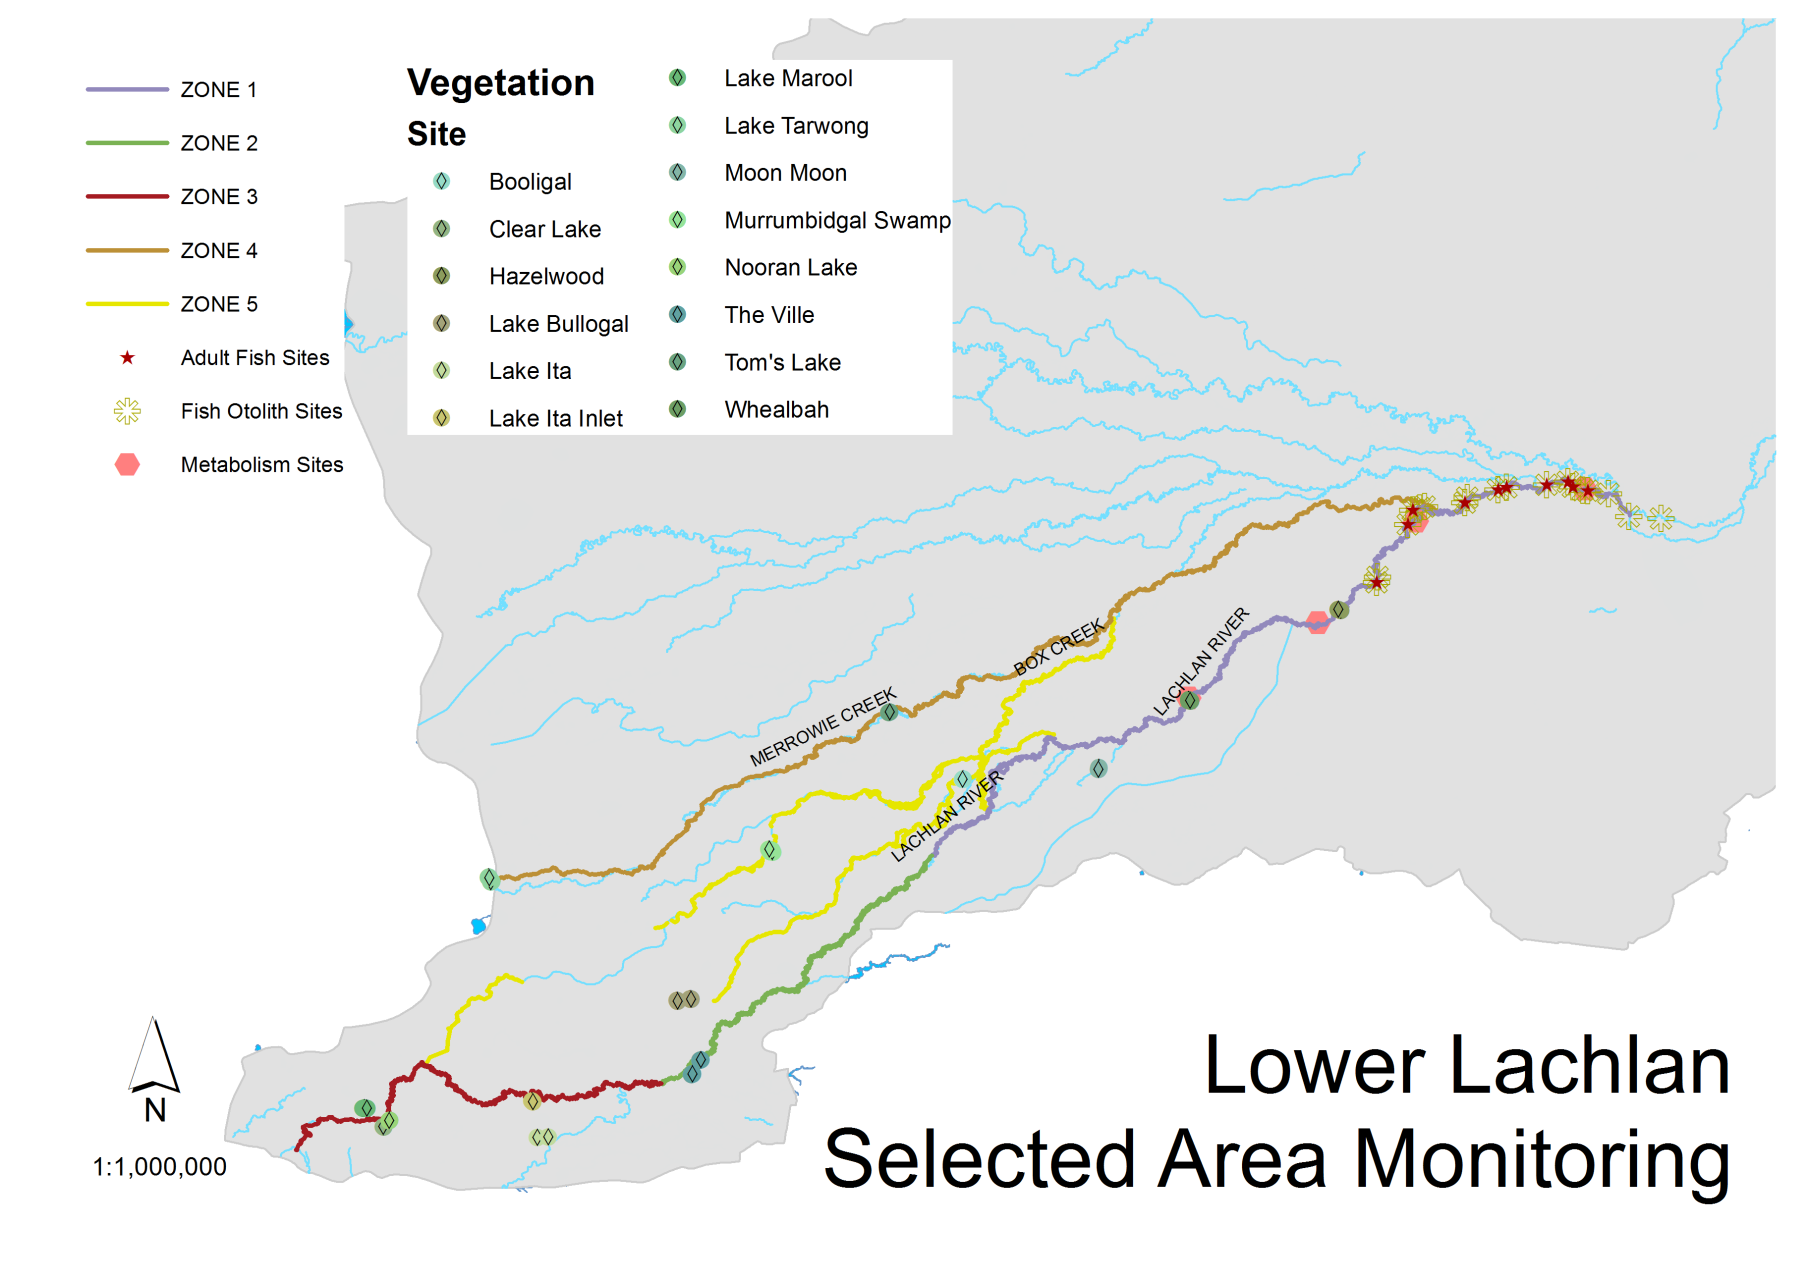 ZONE 1
ZONE 2
ZONE 3
ZONE 4
ZONE 5
Adult Fish Sites
Fish Otolith Sites
Metabolism Sites
Vegetation
Site
Booligal
Clear Lake
Hazelwood
Lake Bullogal
Lake Ita
Lake Ita Inlet
Lake Marool
Lake Tarwong
Moon Moon
Murrumbidgal Swamp
Nooran Lake
The Ville
Tom's Lake
Whealbah
BOX CREEK
LACHLAN RIVER
MERROWIE CREEK
LACHLAN RIVER
N
1:1,000,000
Lower Lachlan
Selected Area Monitoring